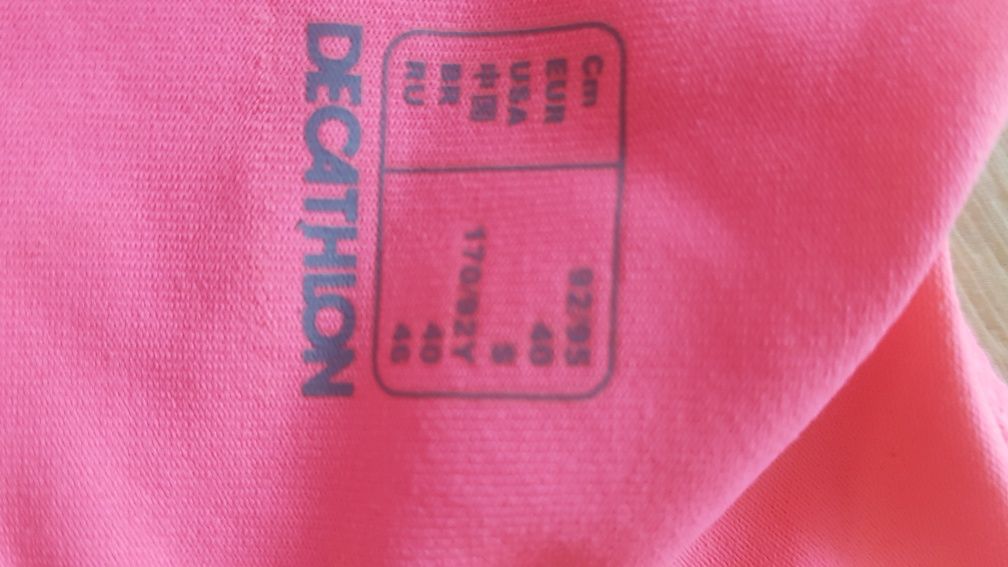 Cm 92/95
EUR 40
USA S
中国 170/92Y
BR 40
RU 46
DECATHLON